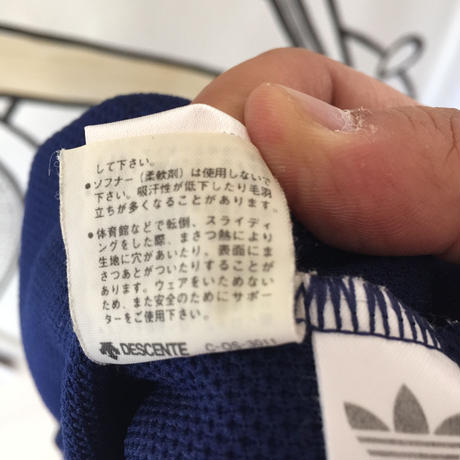 して下さい。
●ソフナー（柔軟剤）は使用しないで
下さい。吸汗性が低下したり毛羽
立ちが多くなることがあります。
●体育館などで転倒、スライディ
ングをした際、まさつ熱により
生地に穴があいたり、表面にま
さつあとがついたりすることが
あります。ウェアをいためない
ため、また安全のためにサポー
ターをご使用下さい。
DESCENTE C-DS-3011